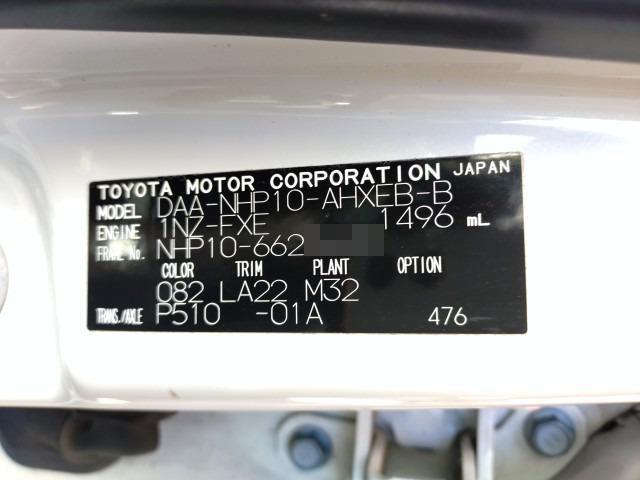 TOYOTA MOTOR CORPORATION JAPAN
MODEL DAA-NHP10-AHXEB-B
ENGINE 1NZ-FXE 1496 mL
FRAME No. NHP10-662
COLOR TRIM PLANT OPTION
082 LA22 M32
TRANS./AXLE P510 -01A 476